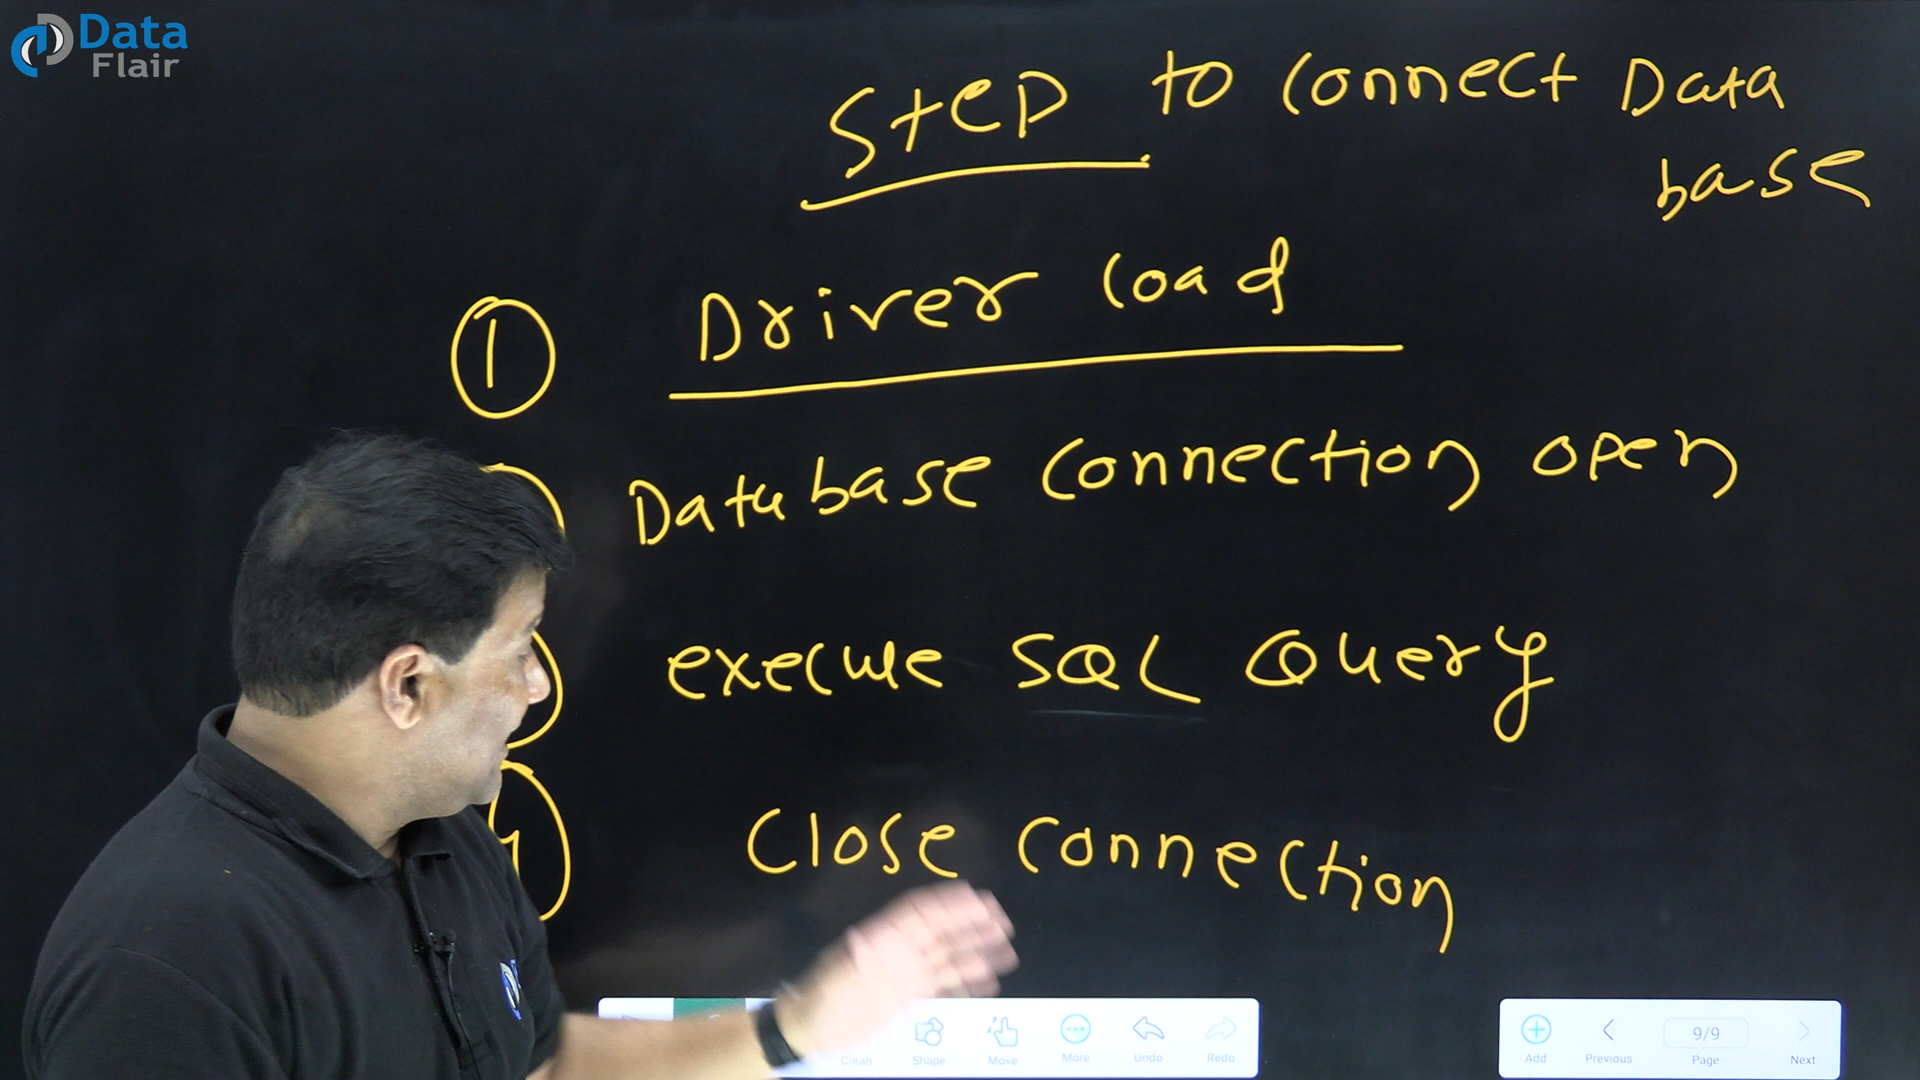 Data
Flair
Step to connect Data
base
1 Driver load
Database connection open
execute SQL Query
4 Close connection
Clean Shape Move More Undo Redo
Add Previous 9/9 Page Next